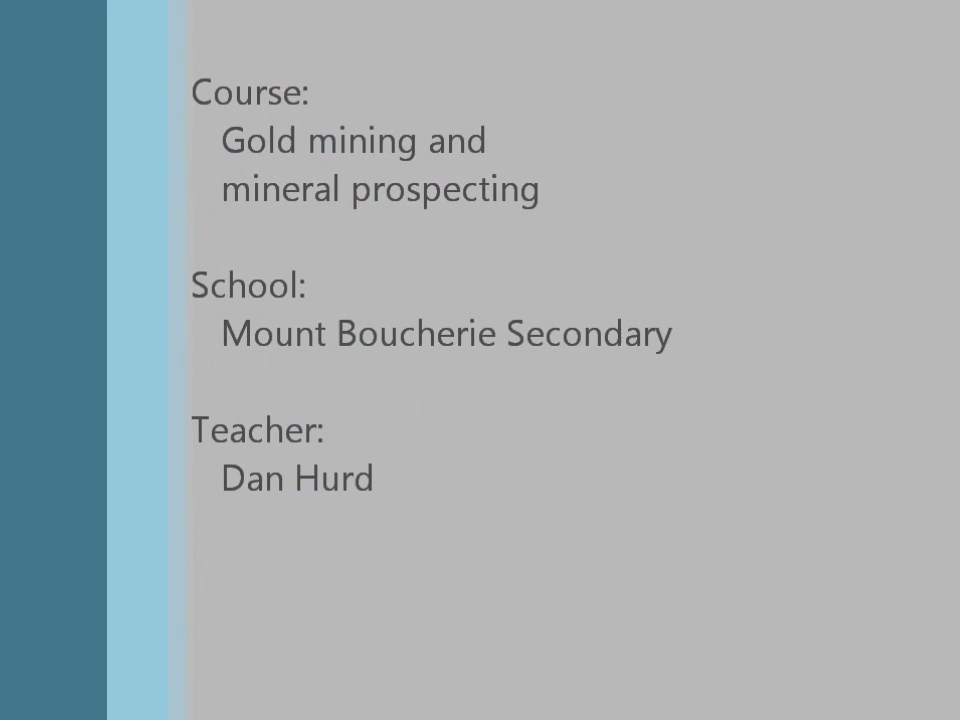 Course:
Gold mining and
mineral prospecting
School:
Mount Boucherie Secondary
Teacher:
Dan Hurd